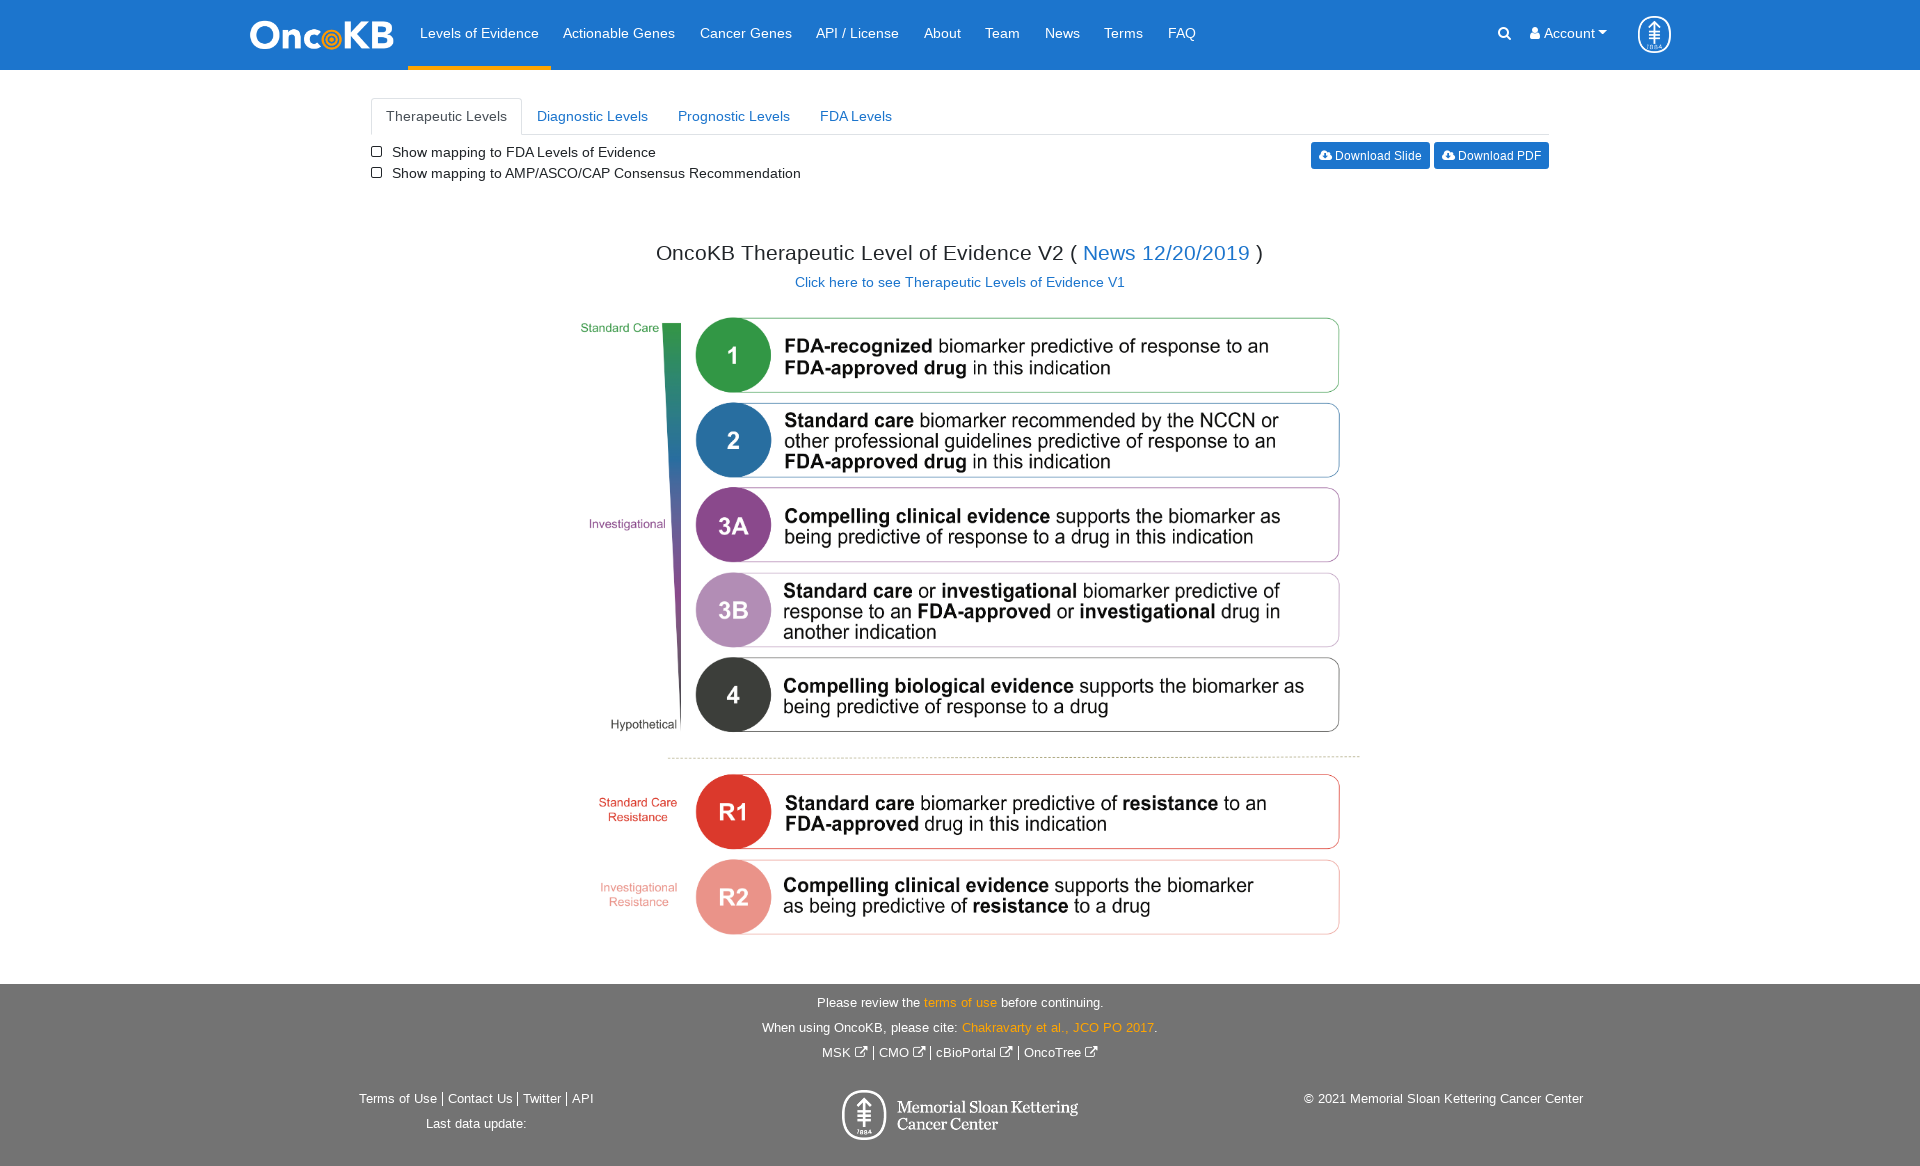 OncoKB Levels of Evidence Actionable Genes Cancer Genes API / License About Team News Terms FAQ Account
Therapeutic Levels Diagnostic Levels Prognostic Levels FDA Levels
Show mapping to FDA Levels of Evidence
Show mapping to AMP/ASCO/CAP Consensus Recommendation
Download Slide Download PDF
OncoKB Therapeutic Level of Evidence V2 ( News 12/20/2019 )
Click here to see Therapeutic Levels of Evidence V1
Standard Care
1
FDA-recognized biomarker predictive of response to an
FDA-approved drug in this indication
2
Standard care biomarker recommended by the NCCN or
other professional guidelines predictive of response to an
FDA-approved drug in this indication
Investigational
3A
Compelling clinical evidence supports the biomarker as
being predictive of response to a drug in this indication
3B
Standard care or investigational biomarker predictive of
response to an FDA-approved or investigational drug in
another indication
4
Compelling biological evidence supports the biomarker as
being predictive of response to a drug
Hypothetical
Standard Care
Resistance
R1
Standard care biomarker predictive of resistance to an
FDA-approved drug in this indication
Investigational
Resistance
R2
Compelling clinical evidence supports the biomarker
as being predictive of resistance to a drug
Please review the terms of use before continuing.
When using OncoKB, please cite: Chakravarty et al., JCO PO 2017.
MSK | CMO | cBioPortal | OncoTree
Terms of Use | Contact Us | Twitter | API
Last data update:
1884
Memorial Sloan Kettering
Cancer Center
© 2021 Memorial Sloan Kettering Cancer Center